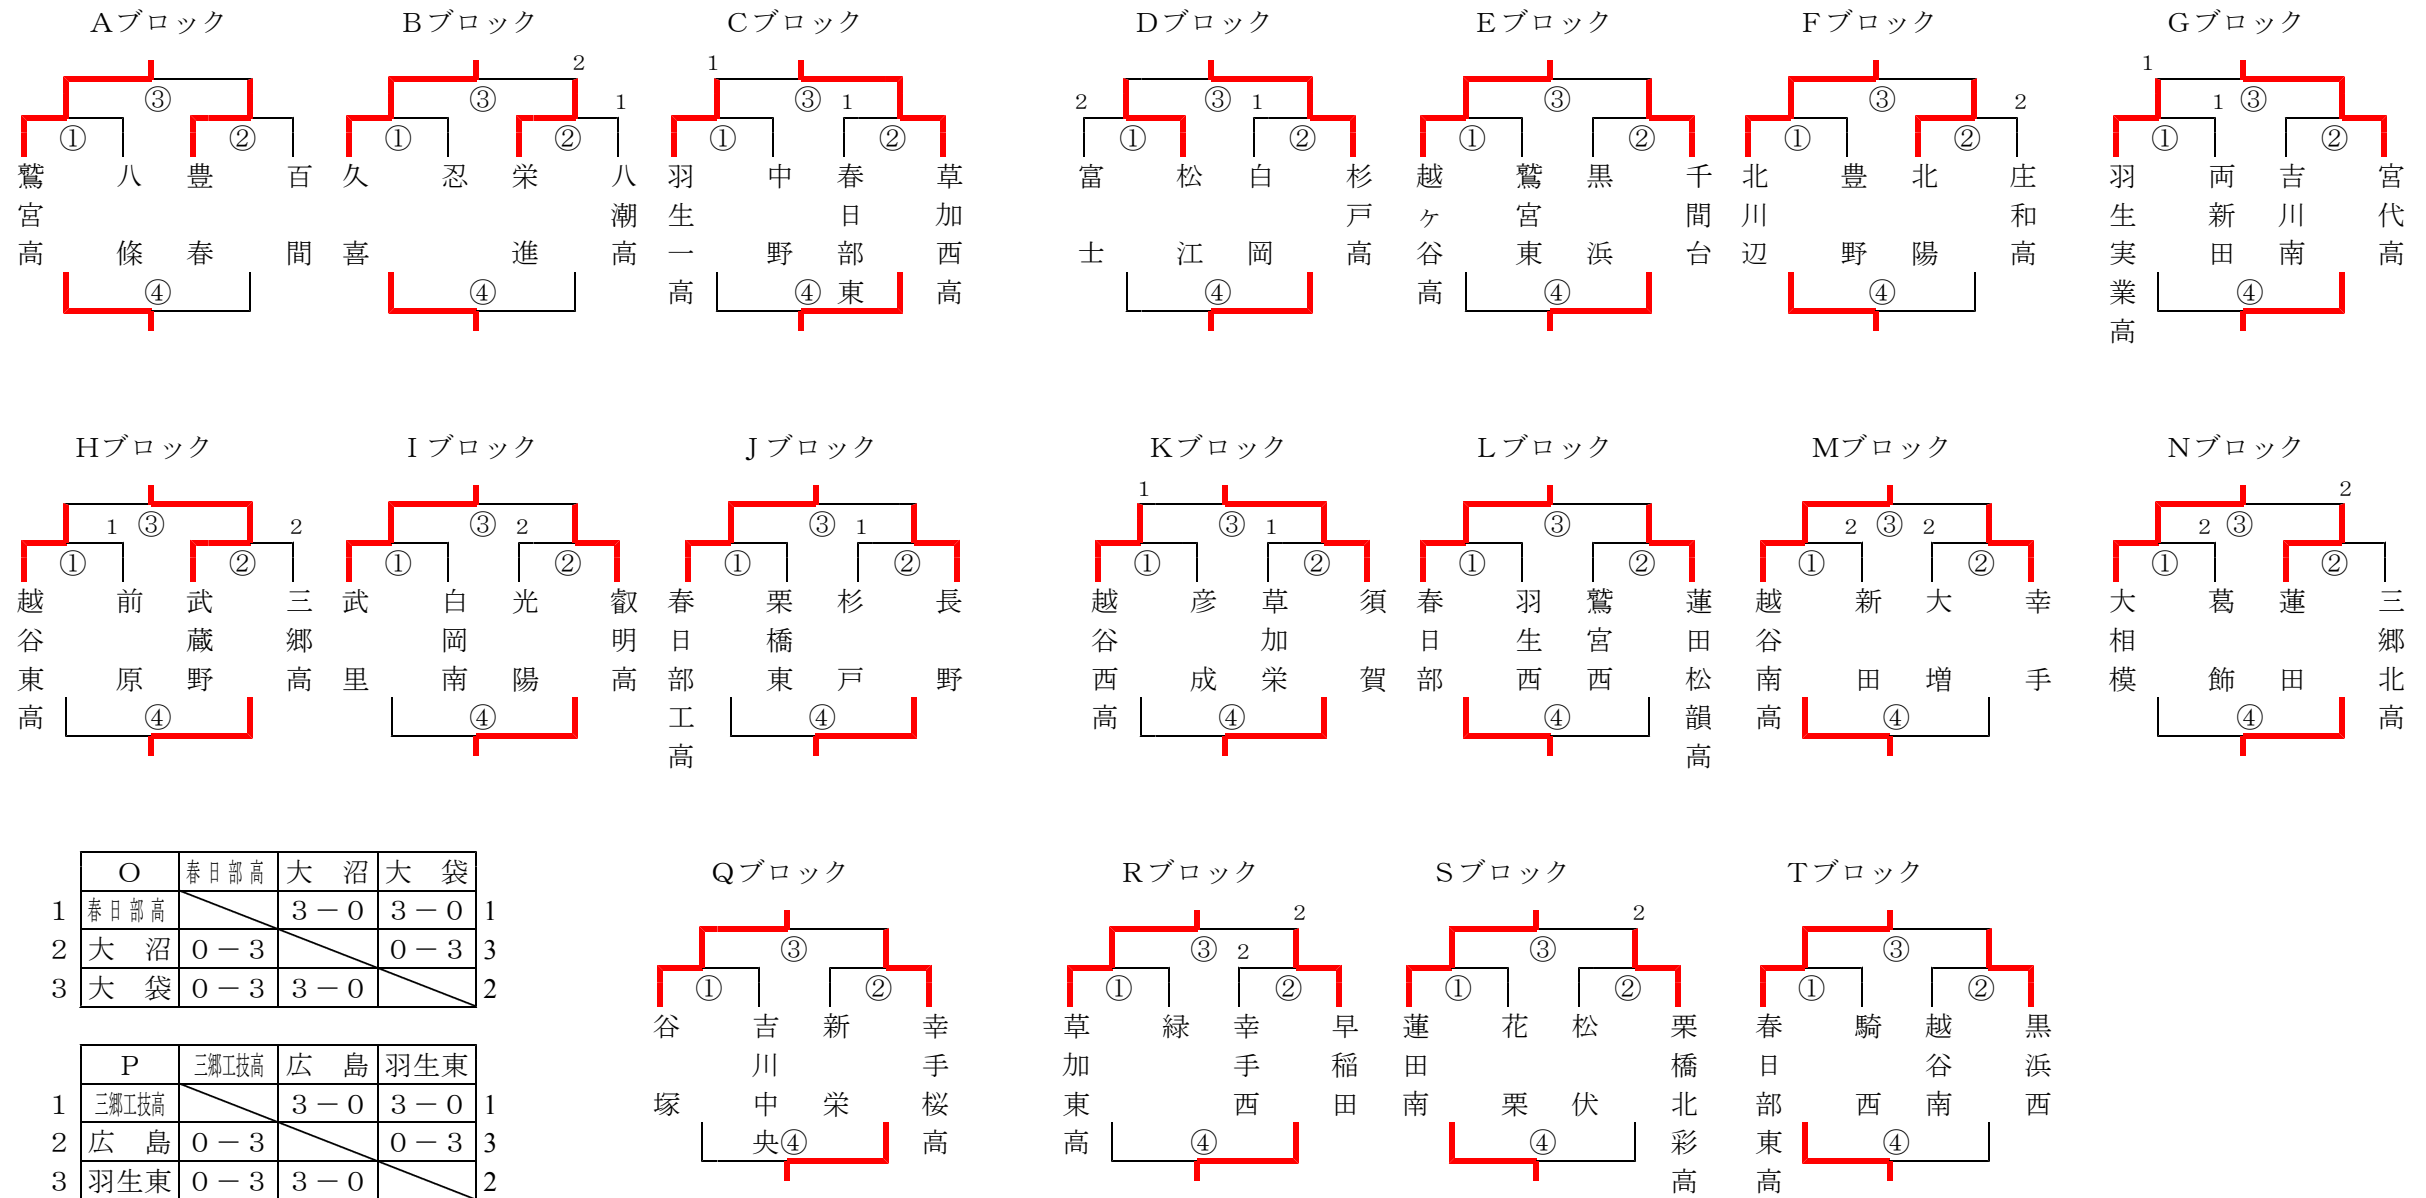 Aブロック
Bブロック
Cブロック
Dブロック
Eブロック
Fブロック
Gブロック
③
①
②
鷲宮高
八條
豊春
百間
④
2
③
1
①
②
久喜
忍
栄進
八潮高
④
1
③
1
①
②
羽生一高
中野
春日部東
草加西高
④
2
③
1
①
②
富士
松江
白岡
杉戸高
④
③
①
②
越ヶ谷高
鷲宮東
黒浜
千間台
④
③
2
①
②
北川辺
豊野
北陽
庄和高
④
1
1
③
①
②
羽生実業高
両新田
吉川南
宮代高
④
Hブロック
Iブロック
Jブロック
Kブロック
Lブロック
Mブロック
Nブロック
1
③
2
①
②
越谷東高
前原
武蔵野
三郷高
④
③
2
①
②
武里
白岡南
光陽
叡明高
④
③
1
①
②
春日部工高
栗橋東
杉戸
長野
④
1
③
1
①
②
越谷西高
彦成
草加栄
須賀
④
③
①
②
春日部
羽生西
鷲宮西
蓮田松韻高
④
2
③
2
①
②
越谷南高
新田
大増
幸手
④
2
2
③
①
②
大相模
葛飾
蓮田
三郷北高
④
O 春日部高 大沼 大袋
1 春日部高 3－0 3－0 1
2 大沼 0－3 0－3 3
3 大袋 0－3 3－0 2
P 三郷工技高 広島 羽生東
1 三郷工技高 3－0 3－0 1
2 広島 0－3 0－3 3
3 羽生東 0－3 3－0 2
Qブロック
Rブロック
Sブロック
Tブロック
③
①
②
谷塚
吉川中央
新栄
幸手桜高
④
2
③
2
①
②
草加東高
緑
幸手西
早稲田
④
2
③
①
②
蓮田南
花栗
松伏
栗橋北彩高
④
③
①
②
春日部東高
騎西
越谷南
黒浜西
④